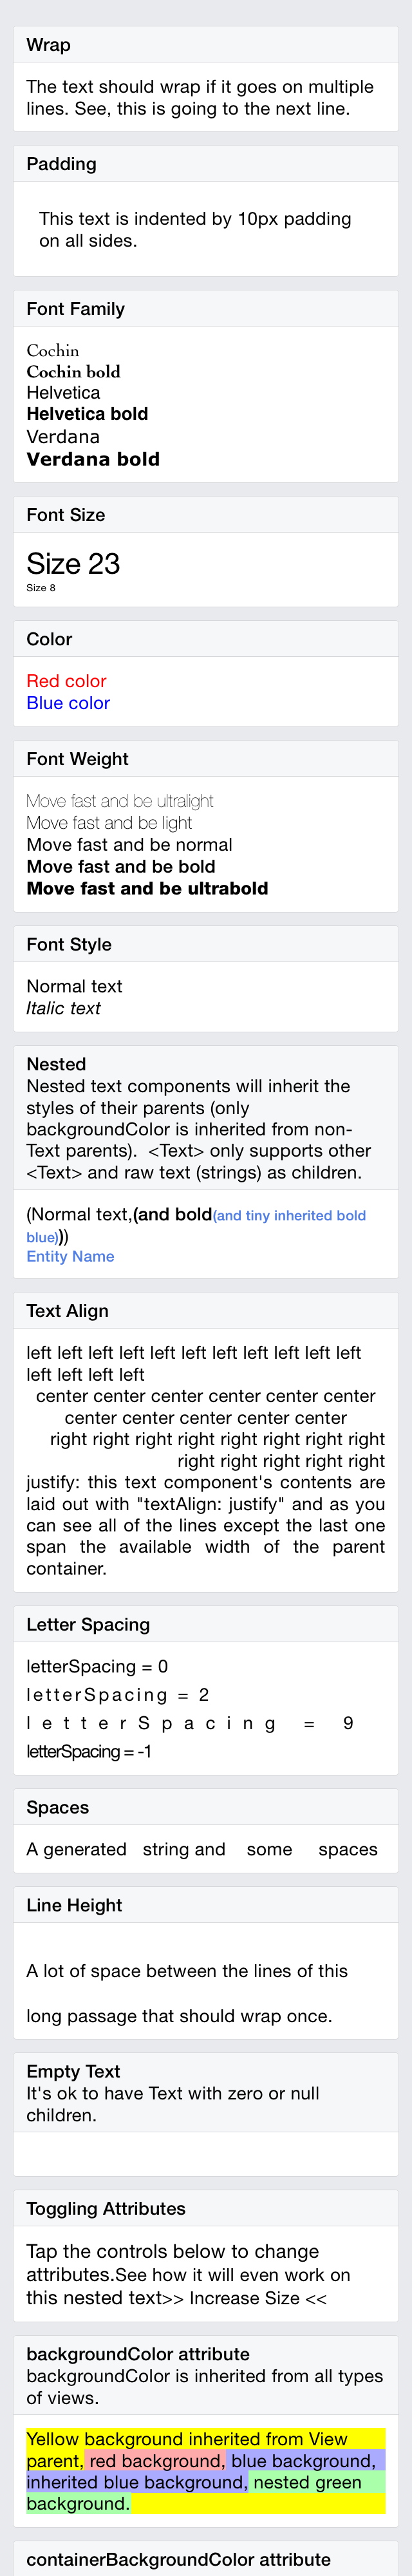 Wrap
The text should wrap if it goes on multiple
lines. See, this is going to the next line.
Padding
This text is indented by 10px padding
on all sides.
Font Family
Cochin
Cochin bold
Helvetica
Helvetica bold
Verdana
Verdana bold
Font Size
Size 23
Size 8
Color
Red color
Blue color
Font Weight
Move fast and be ultralight
Move fast and be light
Move fast and be normal
Move fast and be bold
Move fast and be ultrabold
Font Style
Normal text
Italic text
Nested
Nested text components will inherit the
styles of their parents (only
backgroundColor is inherited from non-
Text parents).  <Text> only supports other
<Text> and raw text (strings) as children.
(Normal text,(and bold(and tiny inherited bold
blue)))
Entity Name
Text Align
left left left left left left left left left left left
left left left left
center center center center center center
center center center center center
right right right right right right right right
right right right right right
justify: this text component's contents are
laid out with "textAlign: justify" and as you
can see all of the lines except the last one
span the available width of the parent
container.
Letter Spacing
letterSpacing = 0
letterSpacing = 2
letterSpacing = 9
letterSpacing = -1
Spaces
A generated   string and    some     spaces
Line Height
A lot of space between the lines of this
long passage that should wrap once.
Empty Text
It's ok to have Text with zero or null
children.
Toggling Attributes
Tap the controls below to change
attributes.See how it will even work on
this nested text>> Increase Size <<
backgroundColor attribute
backgroundColor is inherited from all types
of views.
Yellow background inherited from View
parent, red background, blue background,
inherited blue background, nested green
background.
containerBackgroundColor attribute